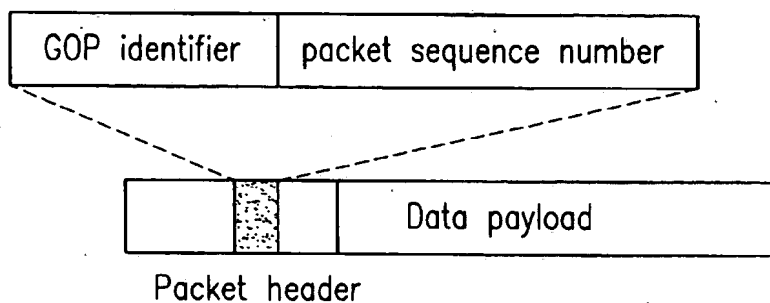 GOP identifier packet sequence number
Data payload
Packet header